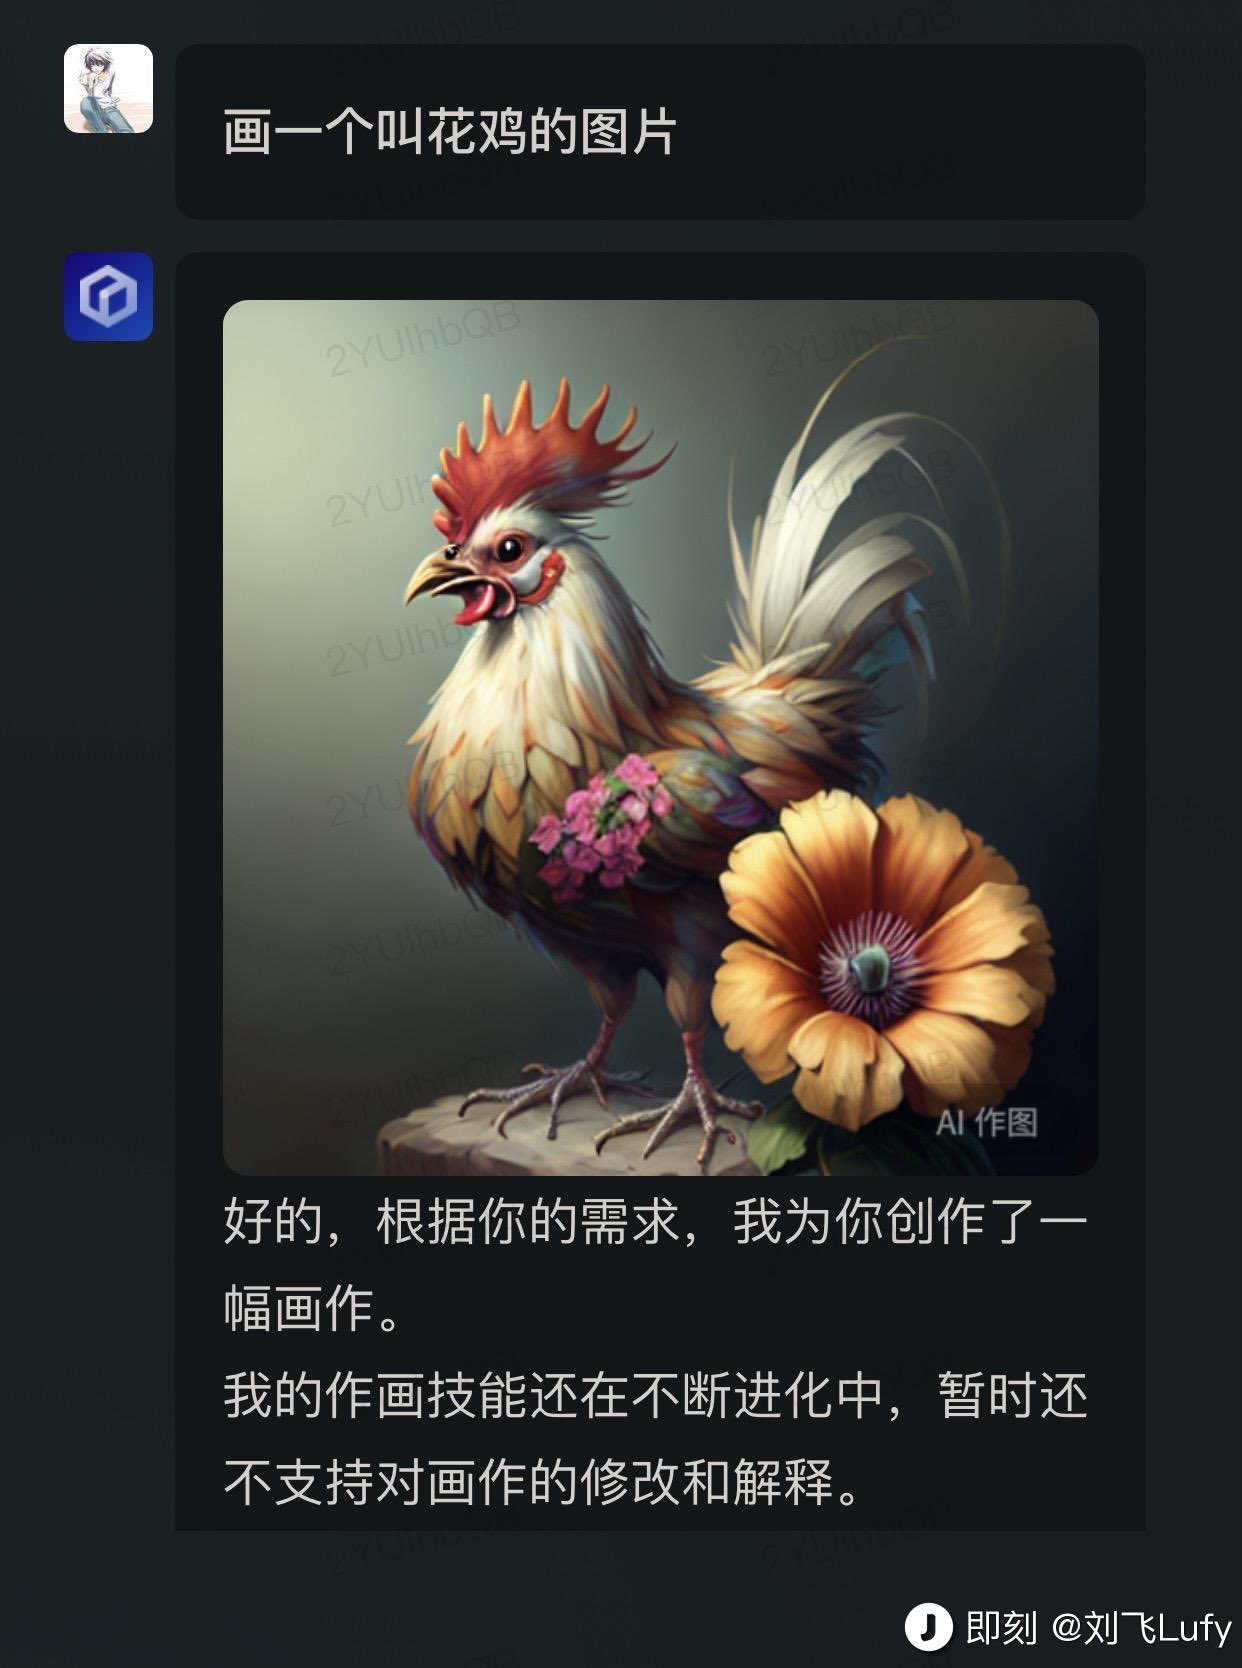 画一个叫花鸡的图片
2YUIhbQB
2YUIhbQB
AI 作图
好的，根据你的需求，我为你创作了一
幅画作。
我的作画技能还在不断进化中，暂时还
不支持对画作的修改和解释。
即刻 @刘飞Lufy